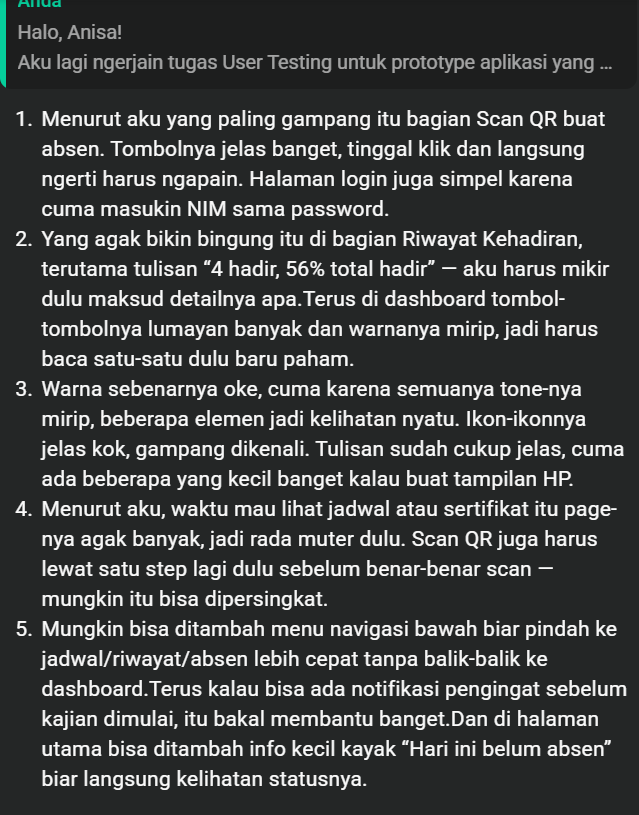 Anda
Halo, Anisa!
Aku lagi ngerjain tugas User Testing untuk prototype aplikasi yang ...
1. Menurut aku yang paling gampang itu bagian Scan QR buat
absen. Tombolnya jelas banget, tinggal klik dan langsung
ngerti harus ngapain. Halaman login juga simpel karena
cuma masukin NIM sama password.
2. Yang agak bikin bingung itu di bagian Riwayat Kehadiran,
terutama tulisan “4 hadir, 56% total hadir” — aku harus mikir
dulu maksud detailnya apa.Terus di dashboard tombol-
tombolnya lumayan banyak dan warnanya mirip, jadi harus
baca satu-satu dulu baru paham.
3. Warna sebenarnya oke, cuma karena semuanya tone-nya
mirip, beberapa elemen jadi kelihatan nyatu. Ikon-ikonnya
jelas kok, gampang dikenali. Tulisan sudah cukup jelas, cuma
ada beberapa yang kecil banget kalau buat tampilan HP.
4. Menurut aku, waktu mau lihat jadwal atau sertifikat itu page-
nya agak banyak, jadi rada muter dulu. Scan QR juga harus
lewat satu step lagi dulu sebelum benar-benar scan —
mungkin itu bisa dipersingkat.
5. Mungkin bisa ditambah menu navigasi bawah biar pindah ke
jadwal/riwayat/absen lebih cepat tanpa balik-balik ke
dashboard.Terus kalau bisa ada notifikasi pengingat sebelum
kajian dimulai, itu bakal membantu banget.Dan di halaman
utama bisa ditambah info kecil kayak “Hari ini belum absen”
biar langsung kelihatan statusnya.